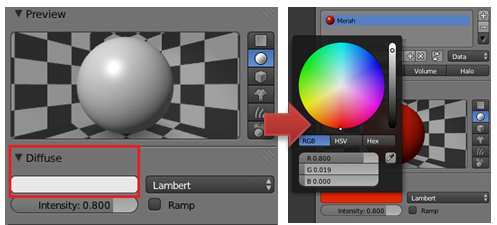 Preview
Diffuse
Lambert
Intensity: 0.800
Ramp
Merah
Data
Volume
Halo
RGB
HSV
Hex
R 0.800
G 0.019
B 0.000
Lambert
Intensity: 0.800
Ramp